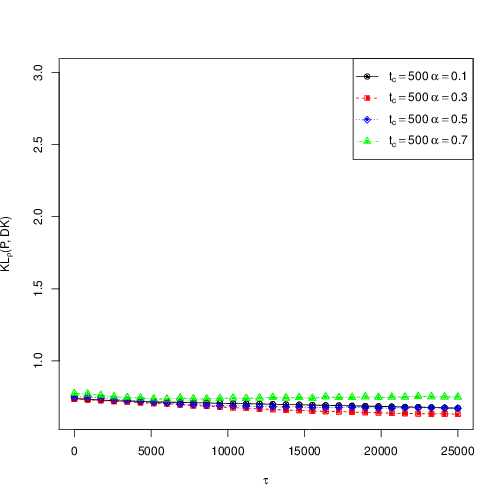 t_c = 500 α = 0.1
t_c = 500 α = 0.3
t_c = 500 α = 0.5
t_c = 500 α = 0.7
3.0
2.5
2.0
1.5
1.0
KL_p(P, DK)
0 5000 10000 15000 20000 25000
τ